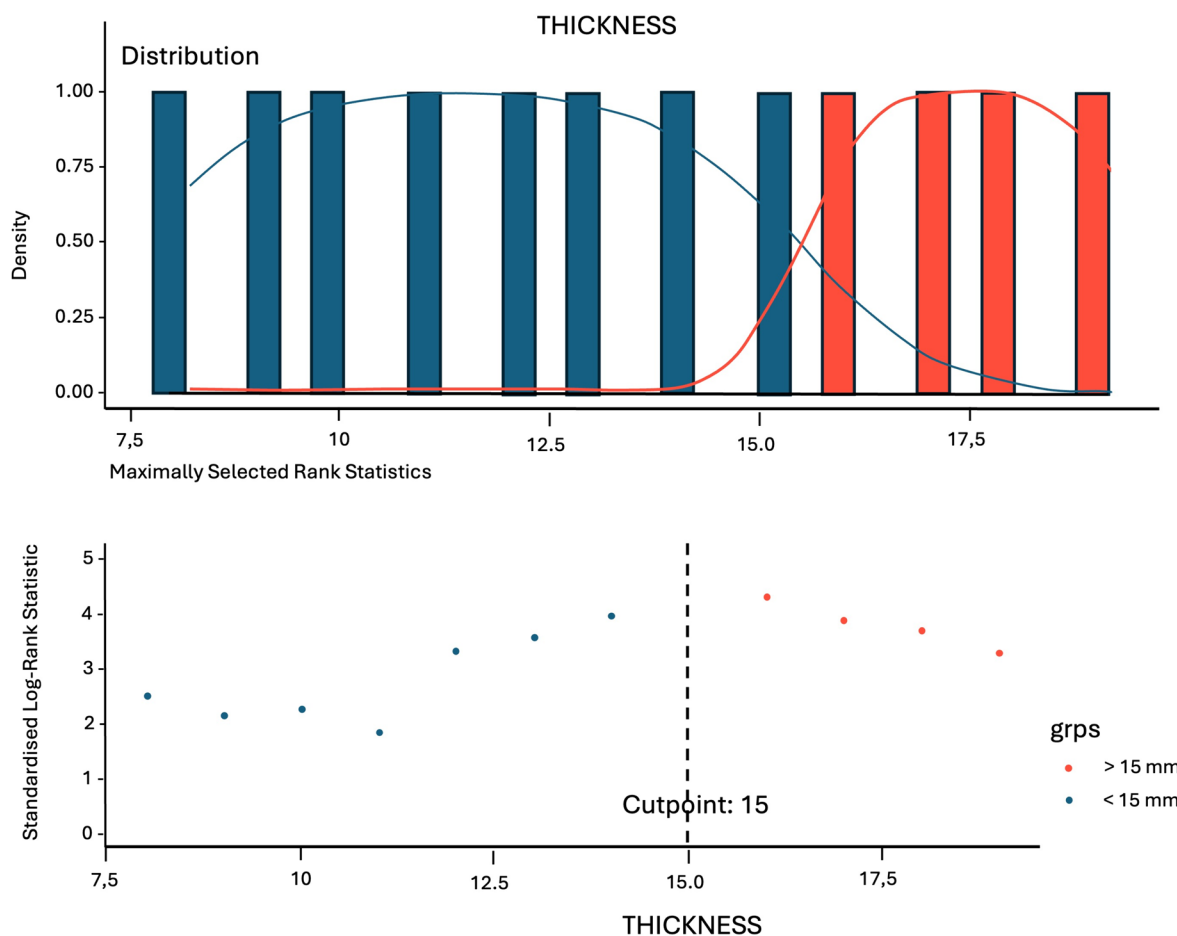 THICKNESS
Distribution
1.00
0.75
0.50
0.25
0.00
Density
7,5 10 12.5 15.0 17,5
Maximally Selected Rank Statistics
5
4
3
2
1
0
Standardised Log-Rank Statistic
Cutpoint: 15
grps
> 15 mm
< 15 mm
7,5 10 12.5 15.0 17,5
THICKNESS